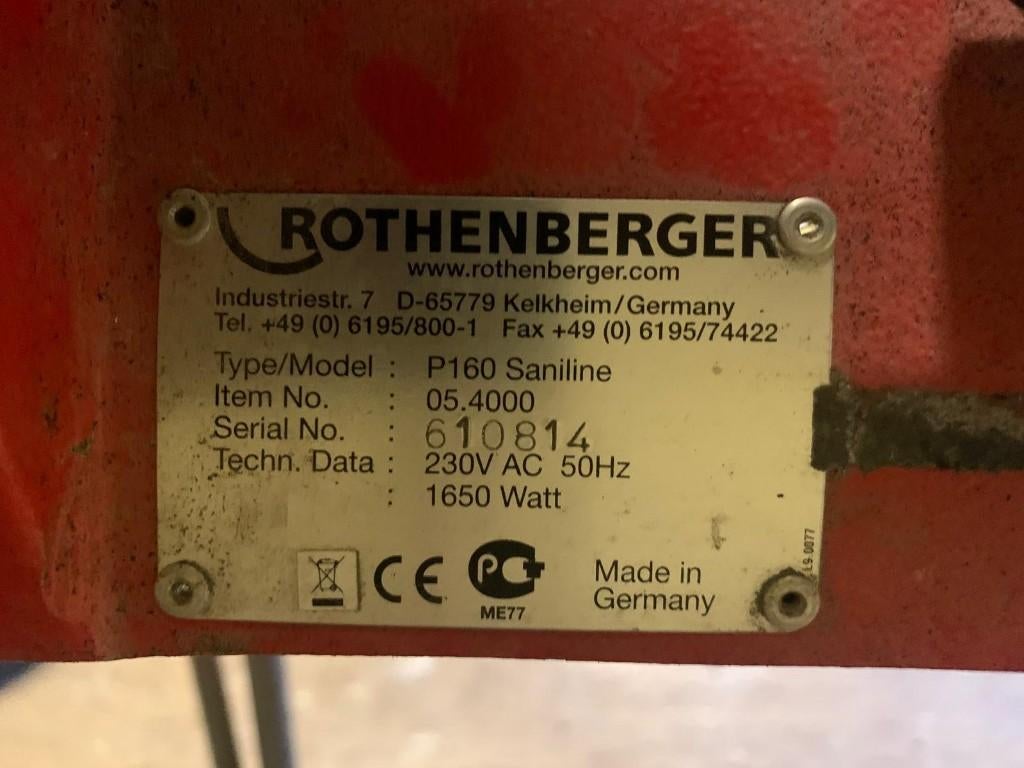 ROTHENBERGER
www.rothenberger.com
Industriestr. 7 D-65779 Kelkheim/Germany
Tel. +49 (0) 6195/800-1 Fax +49 (0) 6195/74422
Type/Model : P160 Saniline
Item No. : 05.4000
Serial No. : 610814
Techn. Data : 230V AC 50Hz
: 1650 Watt
CE PC ME77
Made in
Germany
L9.0077